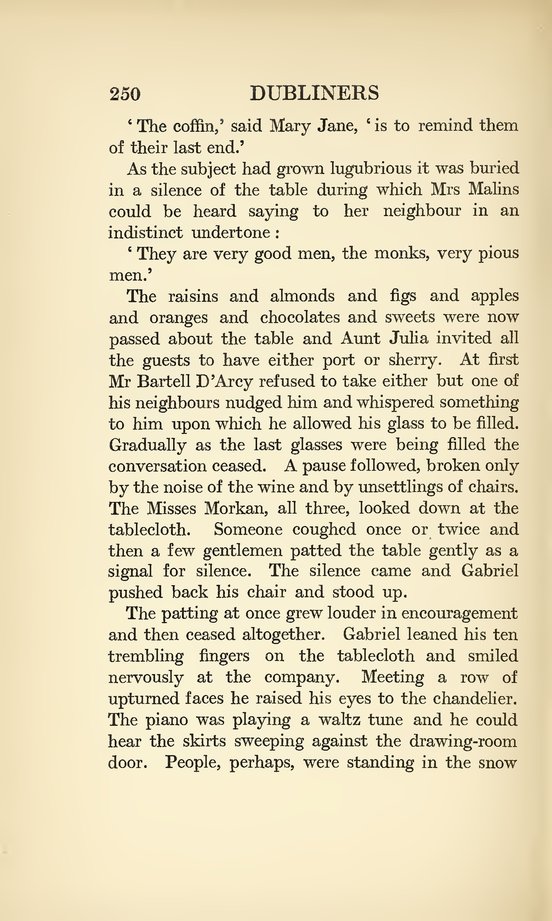 250 DUBLINERS
‘ The coffin,’ said Mary Jane, ‘ is to remind them
of their last end.’
As the subject had grown lugubrious it was buried
in a silence of the table during which Mrs Malins
could be heard saying to her neighbour in an
indistinct undertone :
‘ They are very good men, the monks, very pious
men.’
The raisins and almonds and figs and apples
and oranges and chocolates and sweets were now
passed about the table and Aunt Julia invited all
the guests to have either port or sherry. At first
Mr Bartell D’Arcy refused to take either but one of
his neighbours nudged him and whispered something
to him upon which he allowed his glass to be filled.
Gradually as the last glasses were being filled the
conversation ceased. A pause followed, broken only
by the noise of the wine and by unsettlings of chairs.
The Misses Morkan, all three, looked down at the
tablecloth. Someone coughed once or twice and
then a few gentlemen patted the table gently as a
signal for silence. The silence came and Gabriel
pushed back his chair and stood up.
The patting at once grew louder in encouragement
and then ceased altogether. Gabriel leaned his ten
trembling fingers on the tablecloth and smiled
nervously at the company. Meeting a row of
upturned faces he raised his eyes to the chandelier.
The piano was playing a waltz tune and he could
hear the skirts sweeping against the drawing-room
door. People, perhaps, were standing in the snow